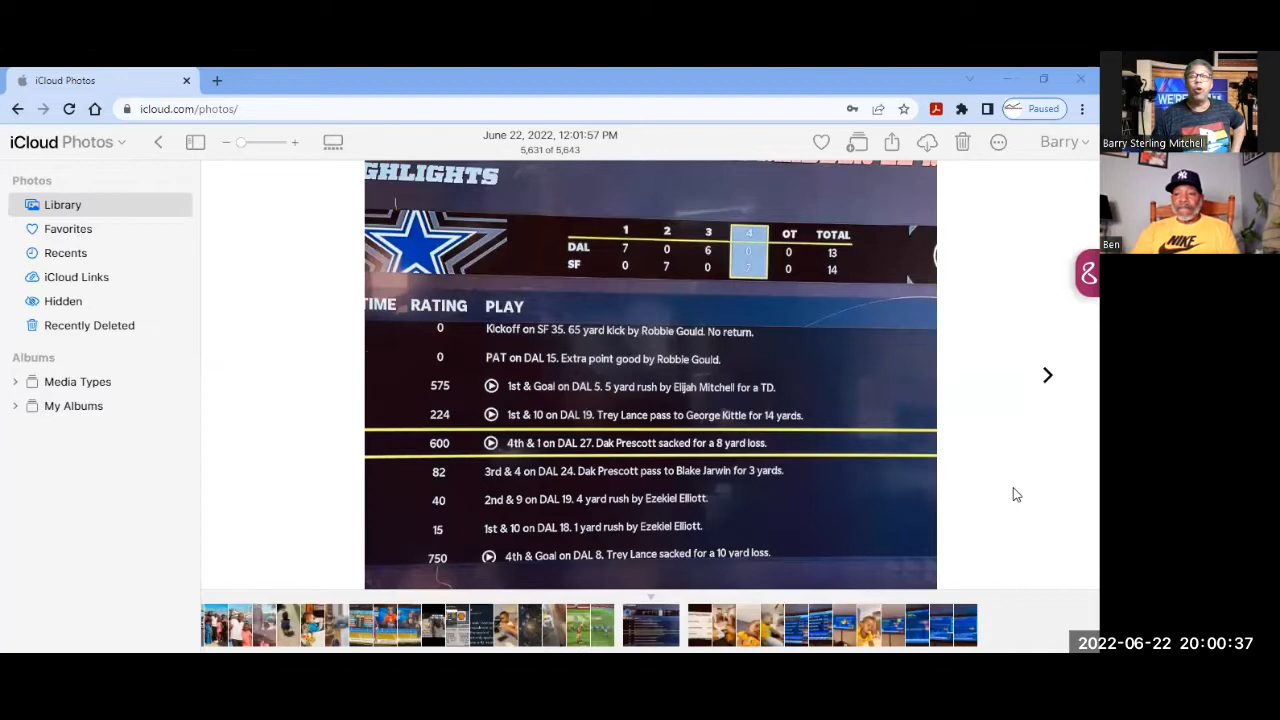 iCloud Photos
icloud.com/photos/
Paused
iCloud Photos
June 22, 2022, 12:01:57 PM
5,631 of 5,643
Barry
Photos
Library
Favorites
Recents
iCloud Links
Hidden
Recently Deleted
Albums
Media Types
My Albums
GHLIGHTS
1 2 3 4 OT TOTAL
DAL 7 0 6 0 0 13
SF 0 7 0 7 0 14
TIME RATING PLAY
0 Kickoff on SF 35. 65 yard kick by Robbie Gould. No return.
0 PAT on DAL 15. Extra point good by Robbie Gould.
575 1st & Goal on DAL 5. 5 yard rush by Elijah Mitchell for a TD.
224 1st & 10 on DAL 19. Trey Lance pass to George Kittle for 14 yards.
600 4th & 1 on DAL 27. Dak Prescott sacked for a 8 yard loss.
82 3rd & 4 on DAL 24. Dak Prescott pass to Blake Jarwin for 3 yards.
40 2nd & 9 on DAL 19. 4 yard rush by Ezekiel Elliott.
15 1st & 10 on DAL 18. 1 yard rush by Ezekiel Elliott.
750 4th & Goal on DAL 8. Trey Lance sacked for a 10 yard loss.
WE'RE
Barry Sterling Mitchell
Ben
NIKE
8
2022-06-22 20:00:37